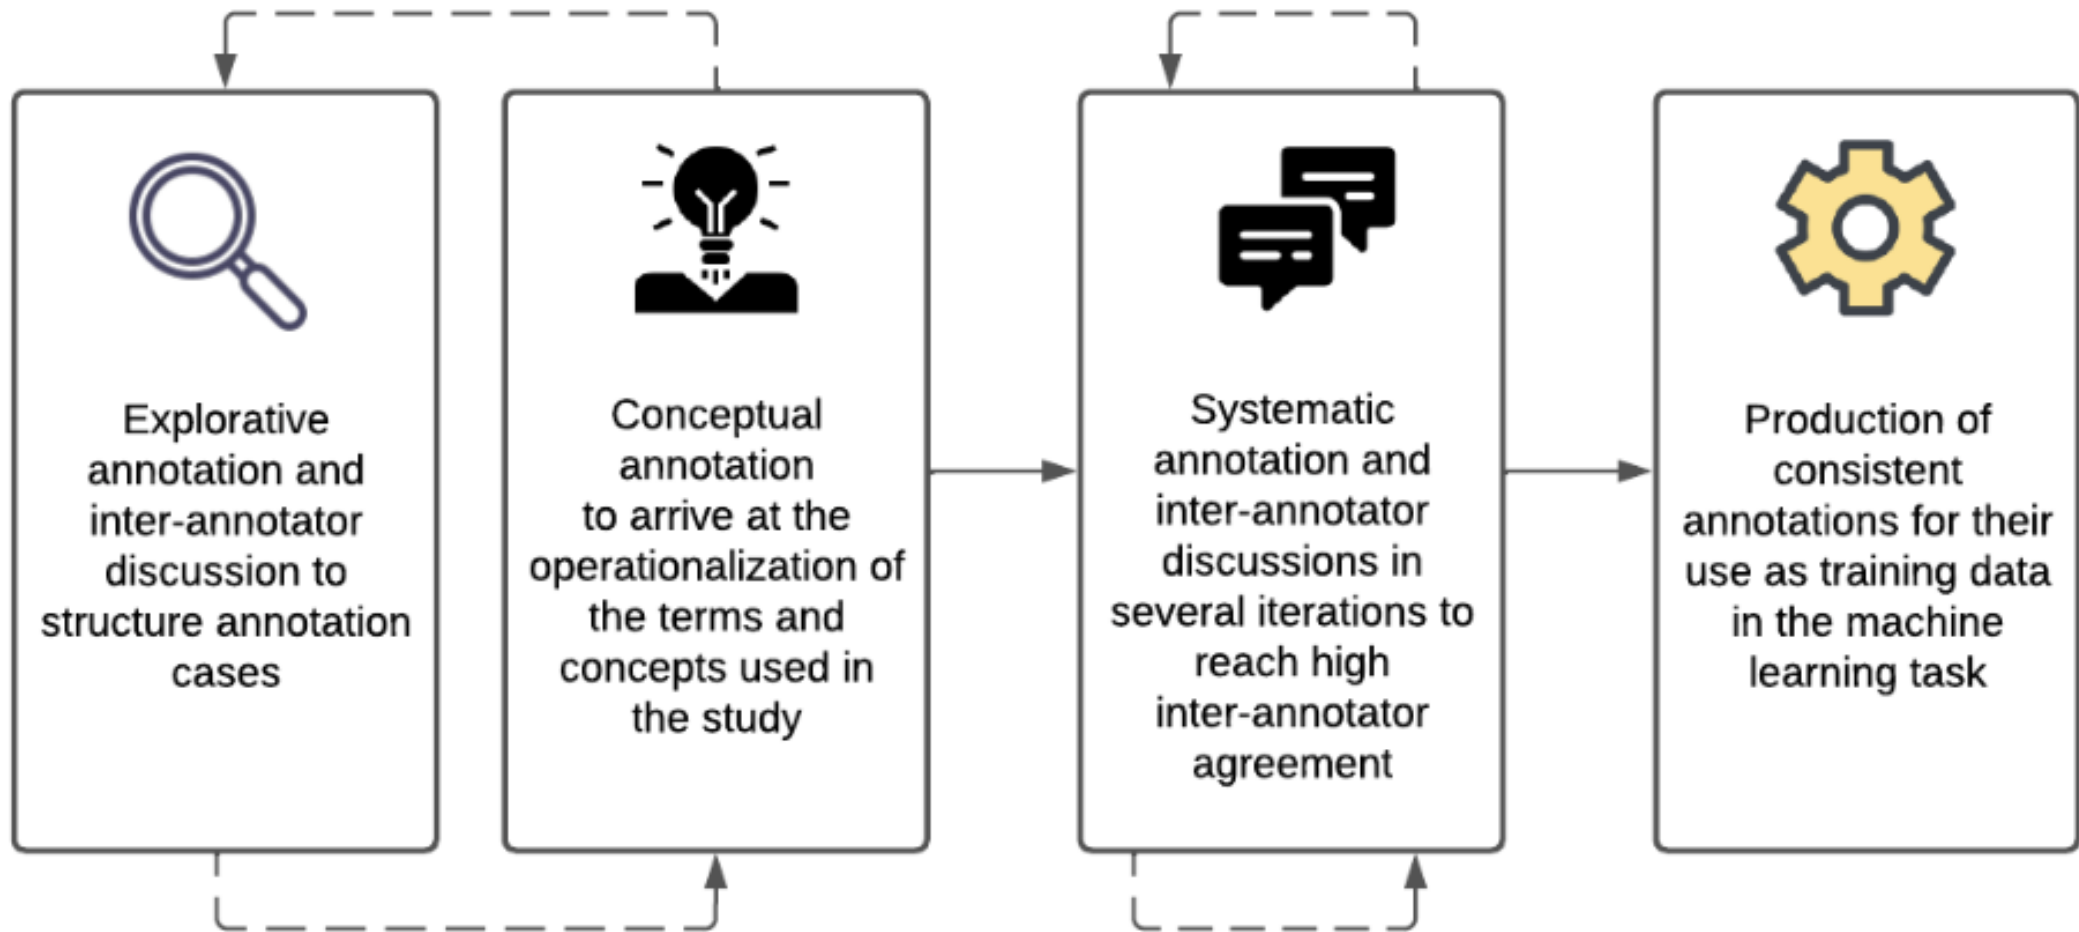 Explorative
annotation and
inter-annotator
discussion to
structure annotation
cases
Conceptual
annotation
to arrive at the
operationalization of
the terms and
concepts used in
the study
Systematic
annotation and
inter-annotator
discussions in
several iterations to
reach high
inter-annotator
agreement
Production of
consistent
annotations for their
use as training data
in the machine
learning task